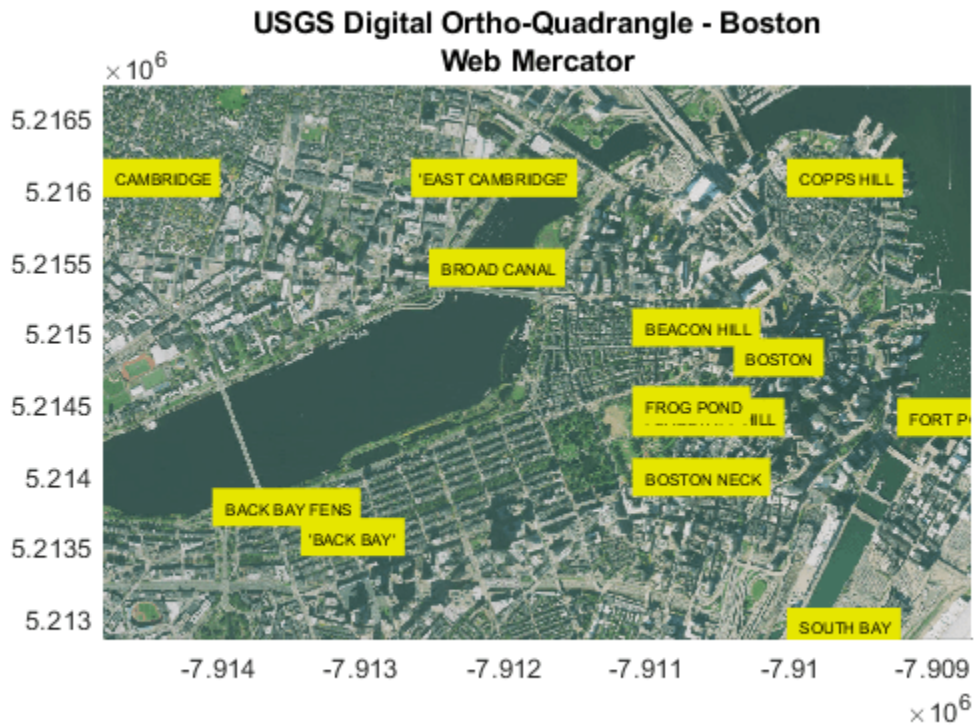 USGS Digital Ortho-Quadrangle - Boston
Web Mercator
× 10^6
5.2165
CAMBRIDGE
'EAST CAMBRIDGE'
COPPS HILL
5.216
5.2155
BROAD CANAL
5.215
BEACON HILL
BOSTON
5.2145
FROG POND
HILL
FORT
5.214
BOSTON NECK
BACK BAY FENS
5.2135
'BACK BAY'
5.213
SOUTH BAY
-7.914
-7.913
-7.912
-7.911
-7.91
-7.909
× 10^6